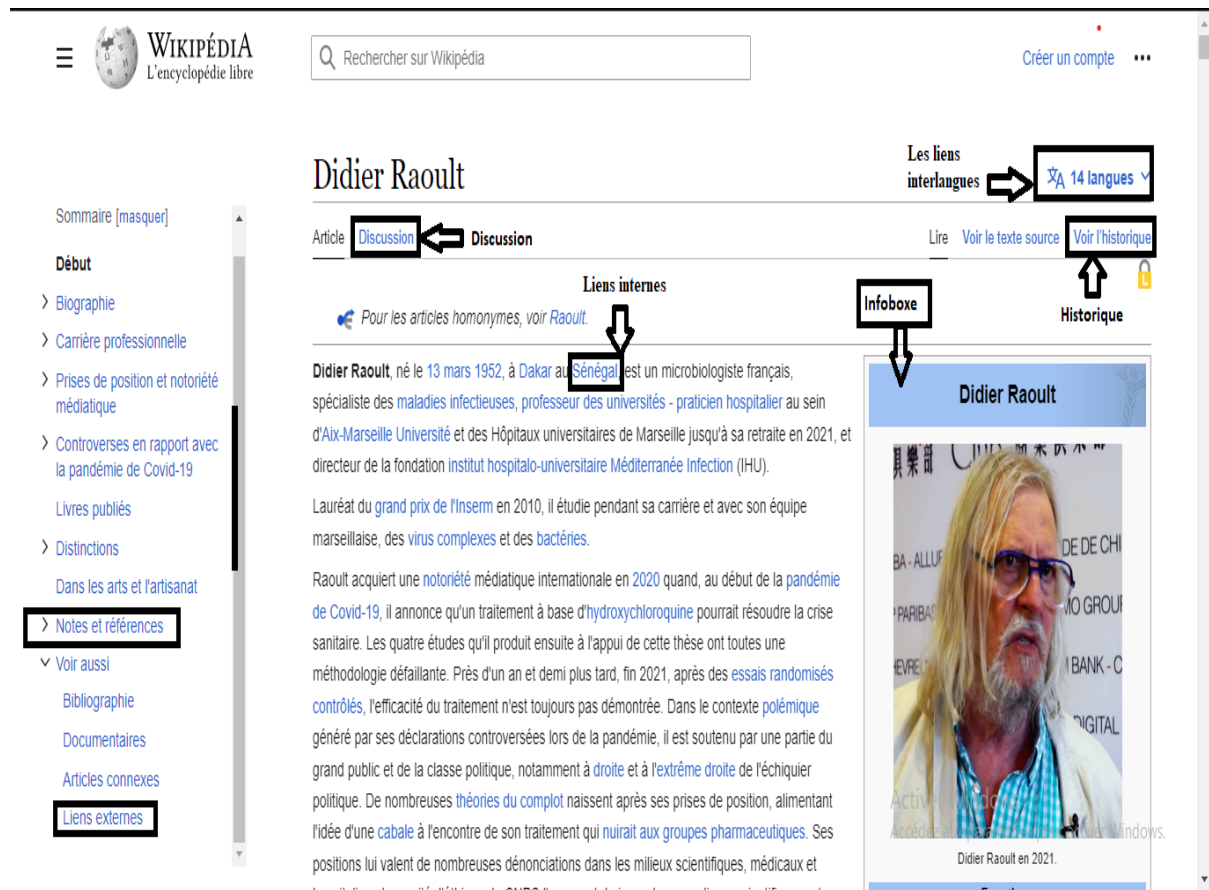 WIKIPÉDIA
L'encyclopédie libre
Rechercher sur Wikipédia
Créer un compte
Didier Raoult
Les liens
interlangues
14 langues
Sommaire [masquer]
Début
Biographie
Carrière professionnelle
Prises de position et notoriété
médiatique
Controverses en rapport avec
la pandémie de Covid-19
Livres publiés
Distinctions
Dans les arts et l'artisanat
Notes et références
Voir aussi
Bibliographie
Documentaires
Articles connexes
Liens externes
Article Discussion Discussion
Lire Voir le texte source Voir l'historique
L
Historique
Liens internes
Infoboxe
Pour les articles homonymes, voir Raoult.
Didier Raoult, né le 13 mars 1952, à Dakar au Sénégal, est un microbiologiste français,
spécialiste des maladies infectieuses, professeur des universités - praticien hospitalier au sein
d'Aix-Marseille Université et des Hôpitaux universitaires de Marseille jusqu'à sa retraite en 2021, et
directeur de la fondation institut hospitalo-universitaire Méditerranée Infection (IHU).
Lauréat du grand prix de l'Inserm en 2010, il étudie pendant sa carrière et avec son équipe
marseillaise, des virus complexes et des bactéries.
Raoult acquiert une notoriété médiatique internationale en 2020 quand, au début de la pandémie
de Covid-19, il annonce qu'un traitement à base d'hydroxychloroquine pourrait résoudre la crise
sanitaire. Les quatre études qu'il produit ensuite à l'appui de cette thèse ont toutes une
méthodologie défaillante. Près d'un an et demi plus tard, fin 2021, après des essais randomisés
contrôlés, l'efficacité du traitement n'est toujours pas démontrée. Dans le contexte polémique
généré par ses déclarations controversées lors de la pandémie, il est soutenu par une partie du
grand public et de la classe politique, notamment à droite et à l'extrême droite de l'échiquier
politique. De nombreuses théories du complot naissent après ses prises de position, alimentant
l'idée d'une cabale à l'encontre de son traitement qui nuirait aux groupes pharmaceutiques. Ses
positions lui valent de nombreuses dénonciations dans les milieux scientifiques, médicaux et
Didier Raoult
DE DE CHI
MO GROU
BANK - C
DIGITAL
BA - ALLU
PARIBAS
Activer Windows
Didier Raoult en 2021.